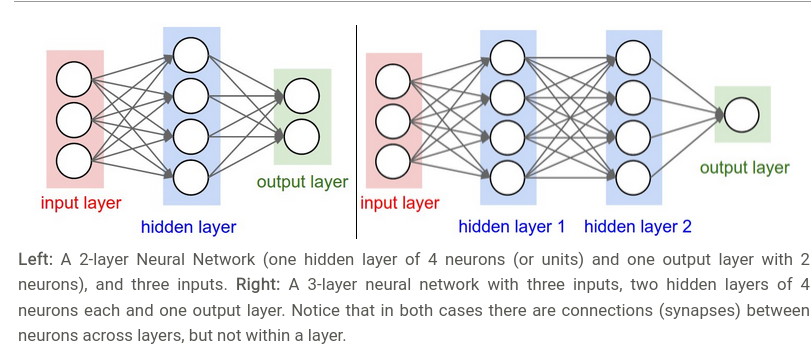 input layer
hidden layer
output layer
input layer
hidden layer 1
hidden layer 2
output layer
Left: A 2-layer Neural Network (one hidden layer of 4 neurons (or units) and one output layer with 2
neurons), and three inputs. Right: A 3-layer neural network with three inputs, two hidden layers of 4
neurons each and one output layer. Notice that in both cases there are connections (synapses) between
neurons across layers, but not within a layer.